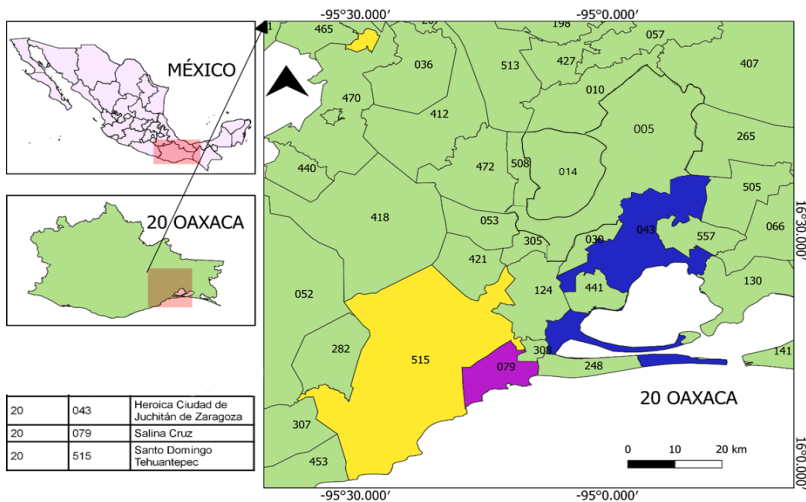 -95°30.000′ -95°0.000′
MÉXICO
20 OAXACA
465 198 057
036 513 427 407
010
470 412 005 265
440 472 508 014
505
418 053 043
305 030 557 066
421
052 124 441 130
282 515 308 141
079 248
307
453
20 OAXACA
0 10 20 km
16°30.000′
16°0.000′
-95°30.000′ -95°0.000′
20 043 Heroica Ciudad de
Juchitán de Zaragoza
20 079 Salina Cruz
20 515 Santo Domingo
Tehuantepec